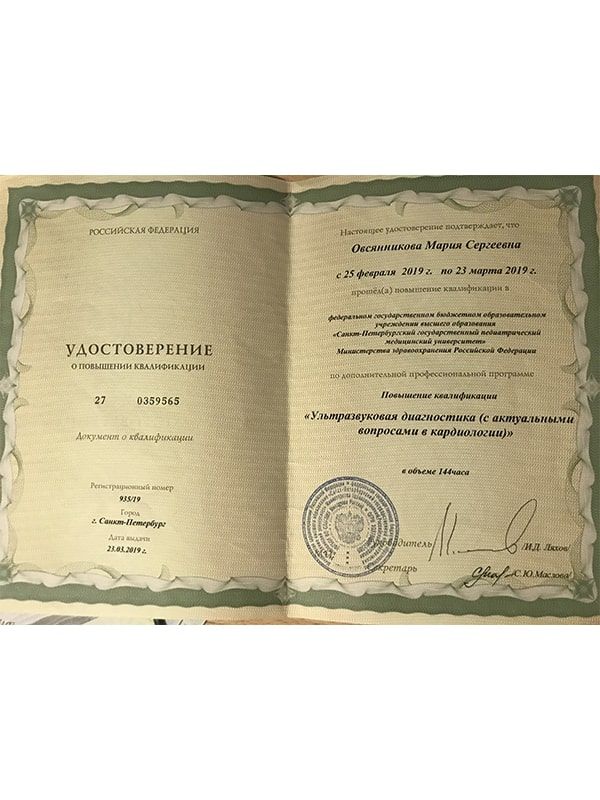 РОССИЙСКАЯ ФЕДЕРАЦИЯ
УДОСТОВЕРЕНИЕ
О ПОВЫШЕНИИ КВАЛИФИКАЦИИ
27 0359565
Документ о квалификации
Регистрационный номер
935/19
Город
г. Санкт-Петербург
Дата выдачи
23.03.2019 г.
Настоящее удостоверение подтверждает, что
Овсянникова Мария Сергеевна
с 25 февраля 2019 г. по 23 марта 2019 г.
прошёл(а) повышение квалификации в
федеральном государственном бюджетном образовательном
учреждении высшего образования
«Санкт-Петербургский государственный педиатрический
медицинский университет»
Министерства здравоохранения Российской Федерации
по дополнительной профессиональной программе
Повышение квалификации
«Ультразвуковая диагностика (с актуальными
вопросами в кардиологии)»
в объеме 144часа
Руководитель /И.Д. Ляхов/
Секретарь /С.Ю.Маслова/